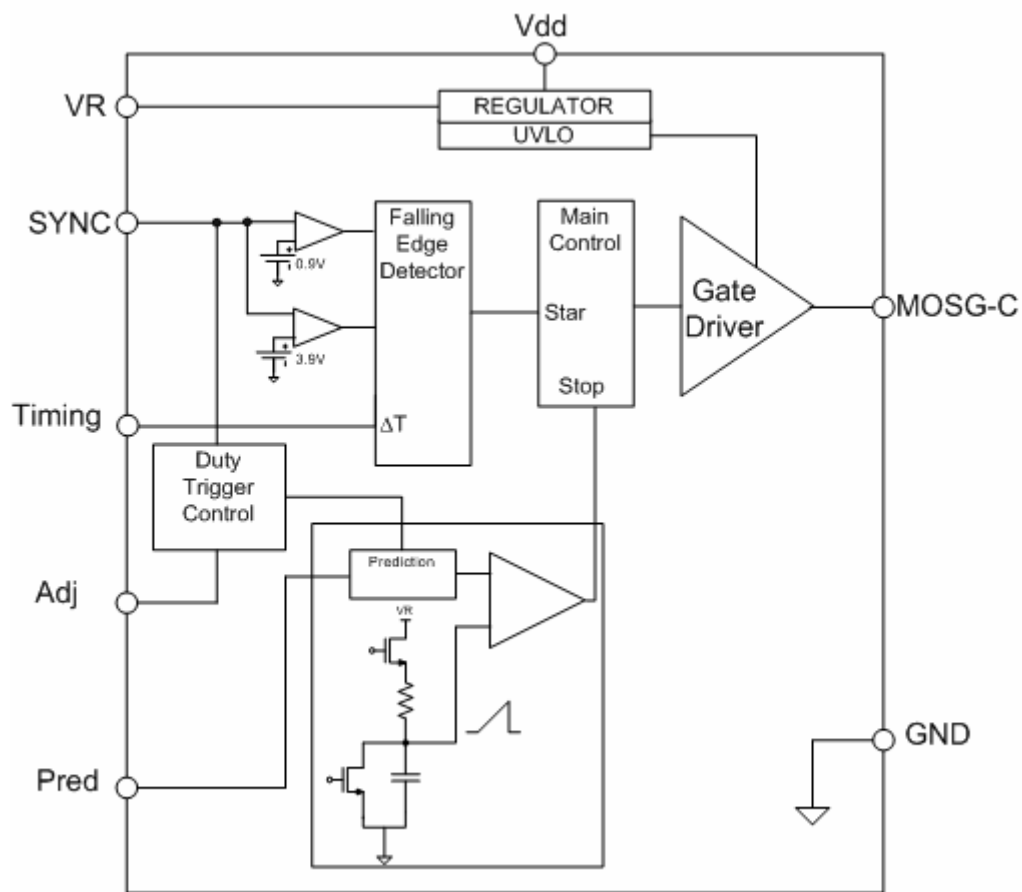 Vdd
VR
REGULATOR
UVLO
SYNC
0.9V
3.9V
Falling
Edge
Detector
ΔT
Main
Control
Star
Stop
Gate
Driver
MOSG-C
Timing
Duty
Trigger
Control
Adj
Prediction
VR
Pred
GND